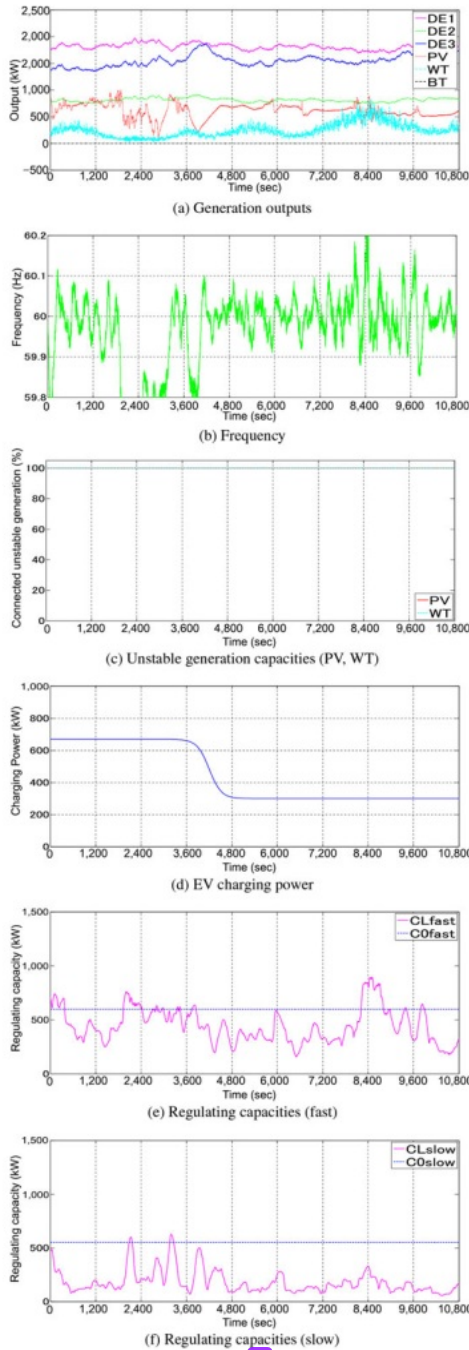 2,500
2,000
1,500
1,000
500
0
−500
Output (kW)
DE1
DE2
DE3
PV
WT
BT
0 1,200 2,400 3,600 4,800 6,000 7,200 8,400 9,600 10,800
Time (sec)
(a) Generation outputs
60.2
60.1
60
59.9
59.8
Frequency (Hz)
0 1,200 2,400 3,600 4,800 6,000 7,200 8,400 9,600 10,800
Time (sec)
(b) Frequency
100
80
60
40
20
0
Connected unstable generation (%)
PV
WT
0 1,200 2,400 3,600 4,800 6,000 7,200 8,400 9,600 10,800
Time (sec)
(c) Unstable generation capacities (PV, WT)
1,000
800
600
400
200
0
Charging Power (kW)
0 1,200 2,400 3,600 4,800 6,000 7,200 8,400 9,600 10,800
Time (sec)
(d) EV charging power
1,500
1,000
500
0
Regulating capacity (kW)
CLfast
C0fast
0 1,200 2,400 3,600 4,800 6,000 7,200 8,400 9,600 10,800
Time (sec)
(e) Regulating capacities (fast)
1,500
1,000
500
0
Regulating capacity (kW)
CLslow
C0slow
0 1,200 2,400 3,600 4,800 6,000 7,200 8,400 9,600 10,800
Time (sec)
(f) Regulating capacities (slow)